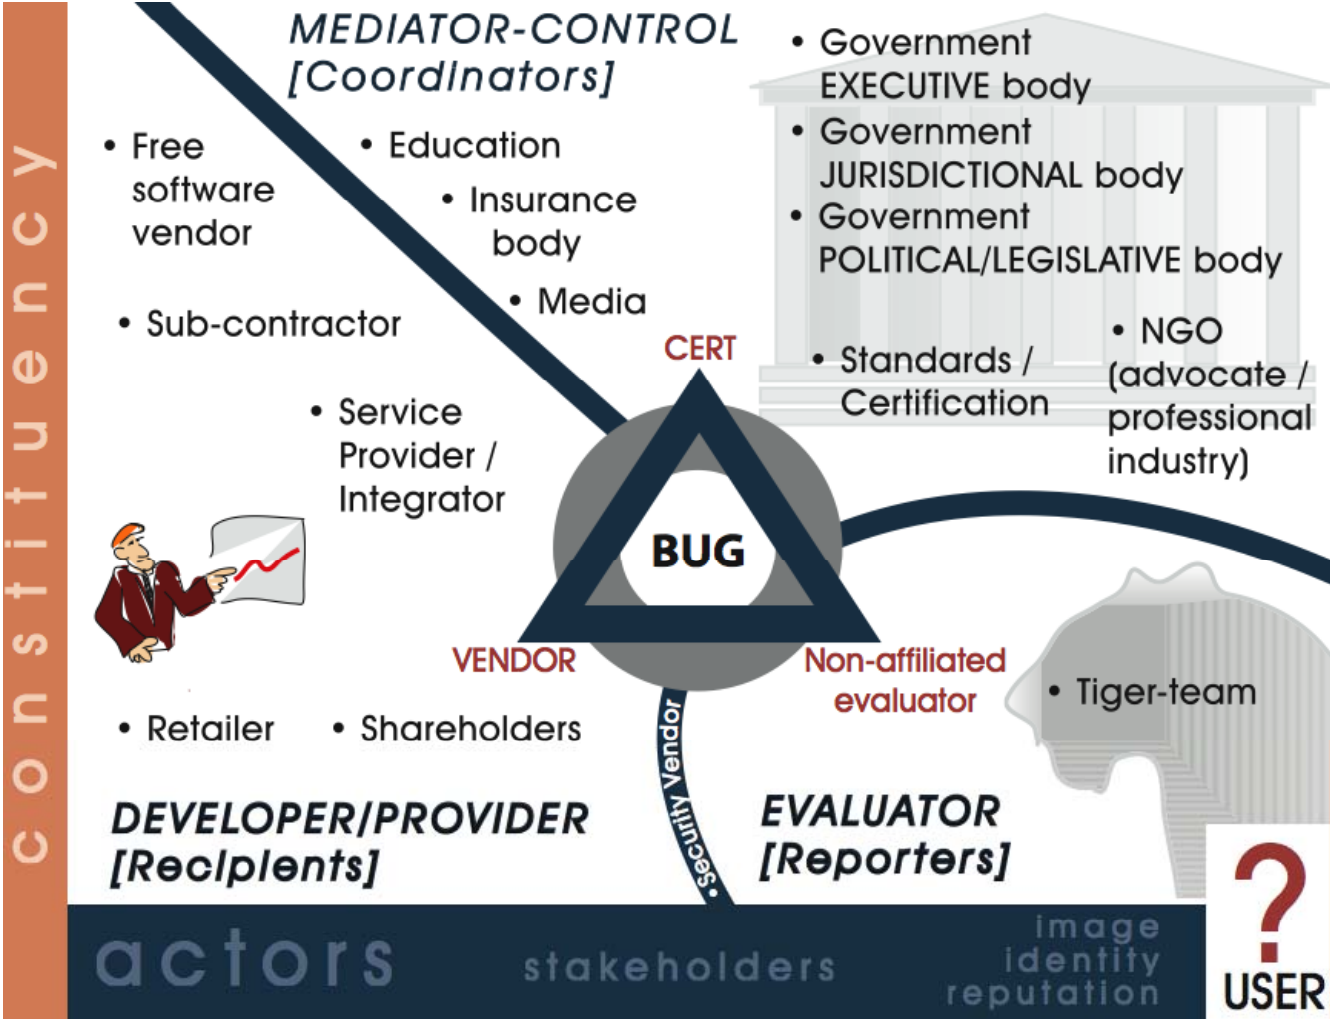 constituency
MEDIATOR-CONTROL
[Coordinators]
• Government
EXECUTIVE body
• Government
JURISDICTIONAL body
• Government
POLITICAL/LEGISLATIVE body
• Free
software
vendor
• Education
• Insurance
body
• Media
• Sub-contractor
CERT
• Standards /
Certification
• NGO
(advocate /
professional
industry)
• Service
Provider /
Integrator
BUG
VENDOR
Non-affiliated
evaluator
• Tiger-team
• Retailer
• Shareholders
• Security Vendor
DEVELOPER/PROVIDER
[Recipients]
EVALUATOR
[Reporters]
actors
stakeholders
image
identity
reputation
?
USER